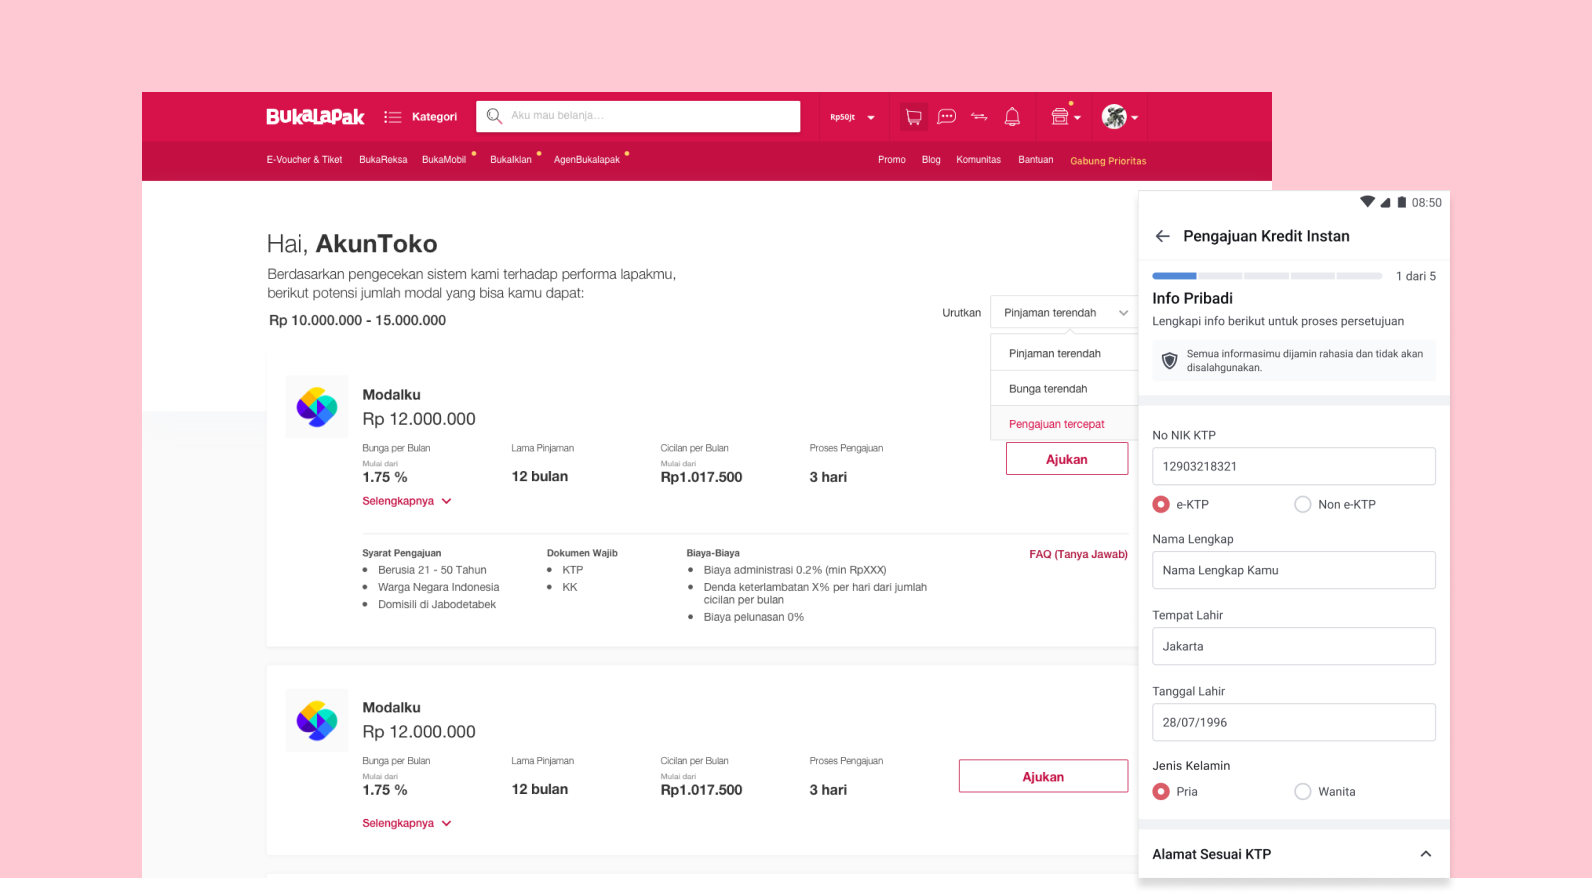 BukaLapak
Kategori
Aku mau belanja...
Rp50jt
E-Voucher & Tiket BukaReksa BukaMobil BukaIklan AgenBukalapak
Promo Blog Komunitas Bantuan Gabung Prioritas
Hai, AkunToko
Berdasarkan pengecekan sistem kami terhadap performa lapakmu,
berikut potensi jumlah modal yang bisa kamu dapat:
Rp 10.000.000 - 15.000.000
Urutkan
Pinjaman terendah
Pinjaman terendah
Bunga terendah
Pengajuan tercepat
Modalku
Rp 12.000.000
Bunga per Bulan Lama Pinjaman Cicilan per Bulan Proses Pengajuan
Mulai dari Mulai dari
1.75 % 12 bulan Rp1.017.500 3 hari
Ajukan
Selengkapnya
Syarat Pengajuan
Berusia 21 - 50 Tahun
Warga Negara Indonesia
Domisili di Jabodetabek
Dokumen Wajib
KTP
KK
Biaya-Biaya
Biaya administrasi 0.2% (min RpXXX)
Denda keterlambatan X% per hari dari jumlah
cicilan per bulan
Biaya pelunasan 0%
FAQ (Tanya Jawab)
Modalku
Rp 12.000.000
Bunga per Bulan Lama Pinjaman Cicilan per Bulan Proses Pengajuan
Mulai dari Mulai dari
1.75 % 12 bulan Rp1.017.500 3 hari
Ajukan
Selengkapnya
08:50
Pengajuan Kredit Instan
1 dari 5
Info Pribadi
Lengkapi info berikut untuk proses persetujuan
Semua informasimu dijamin rahasia dan tidak akan
disalahgunakan.
No NIK KTP
12903218321
e-KTP Non e-KTP
Nama Lengkap
Nama Lengkap Kamu
Tempat Lahir
Jakarta
Tanggal Lahir
28/07/1996
Jenis Kelamin
Pria Wanita
Alamat Sesuai KTP